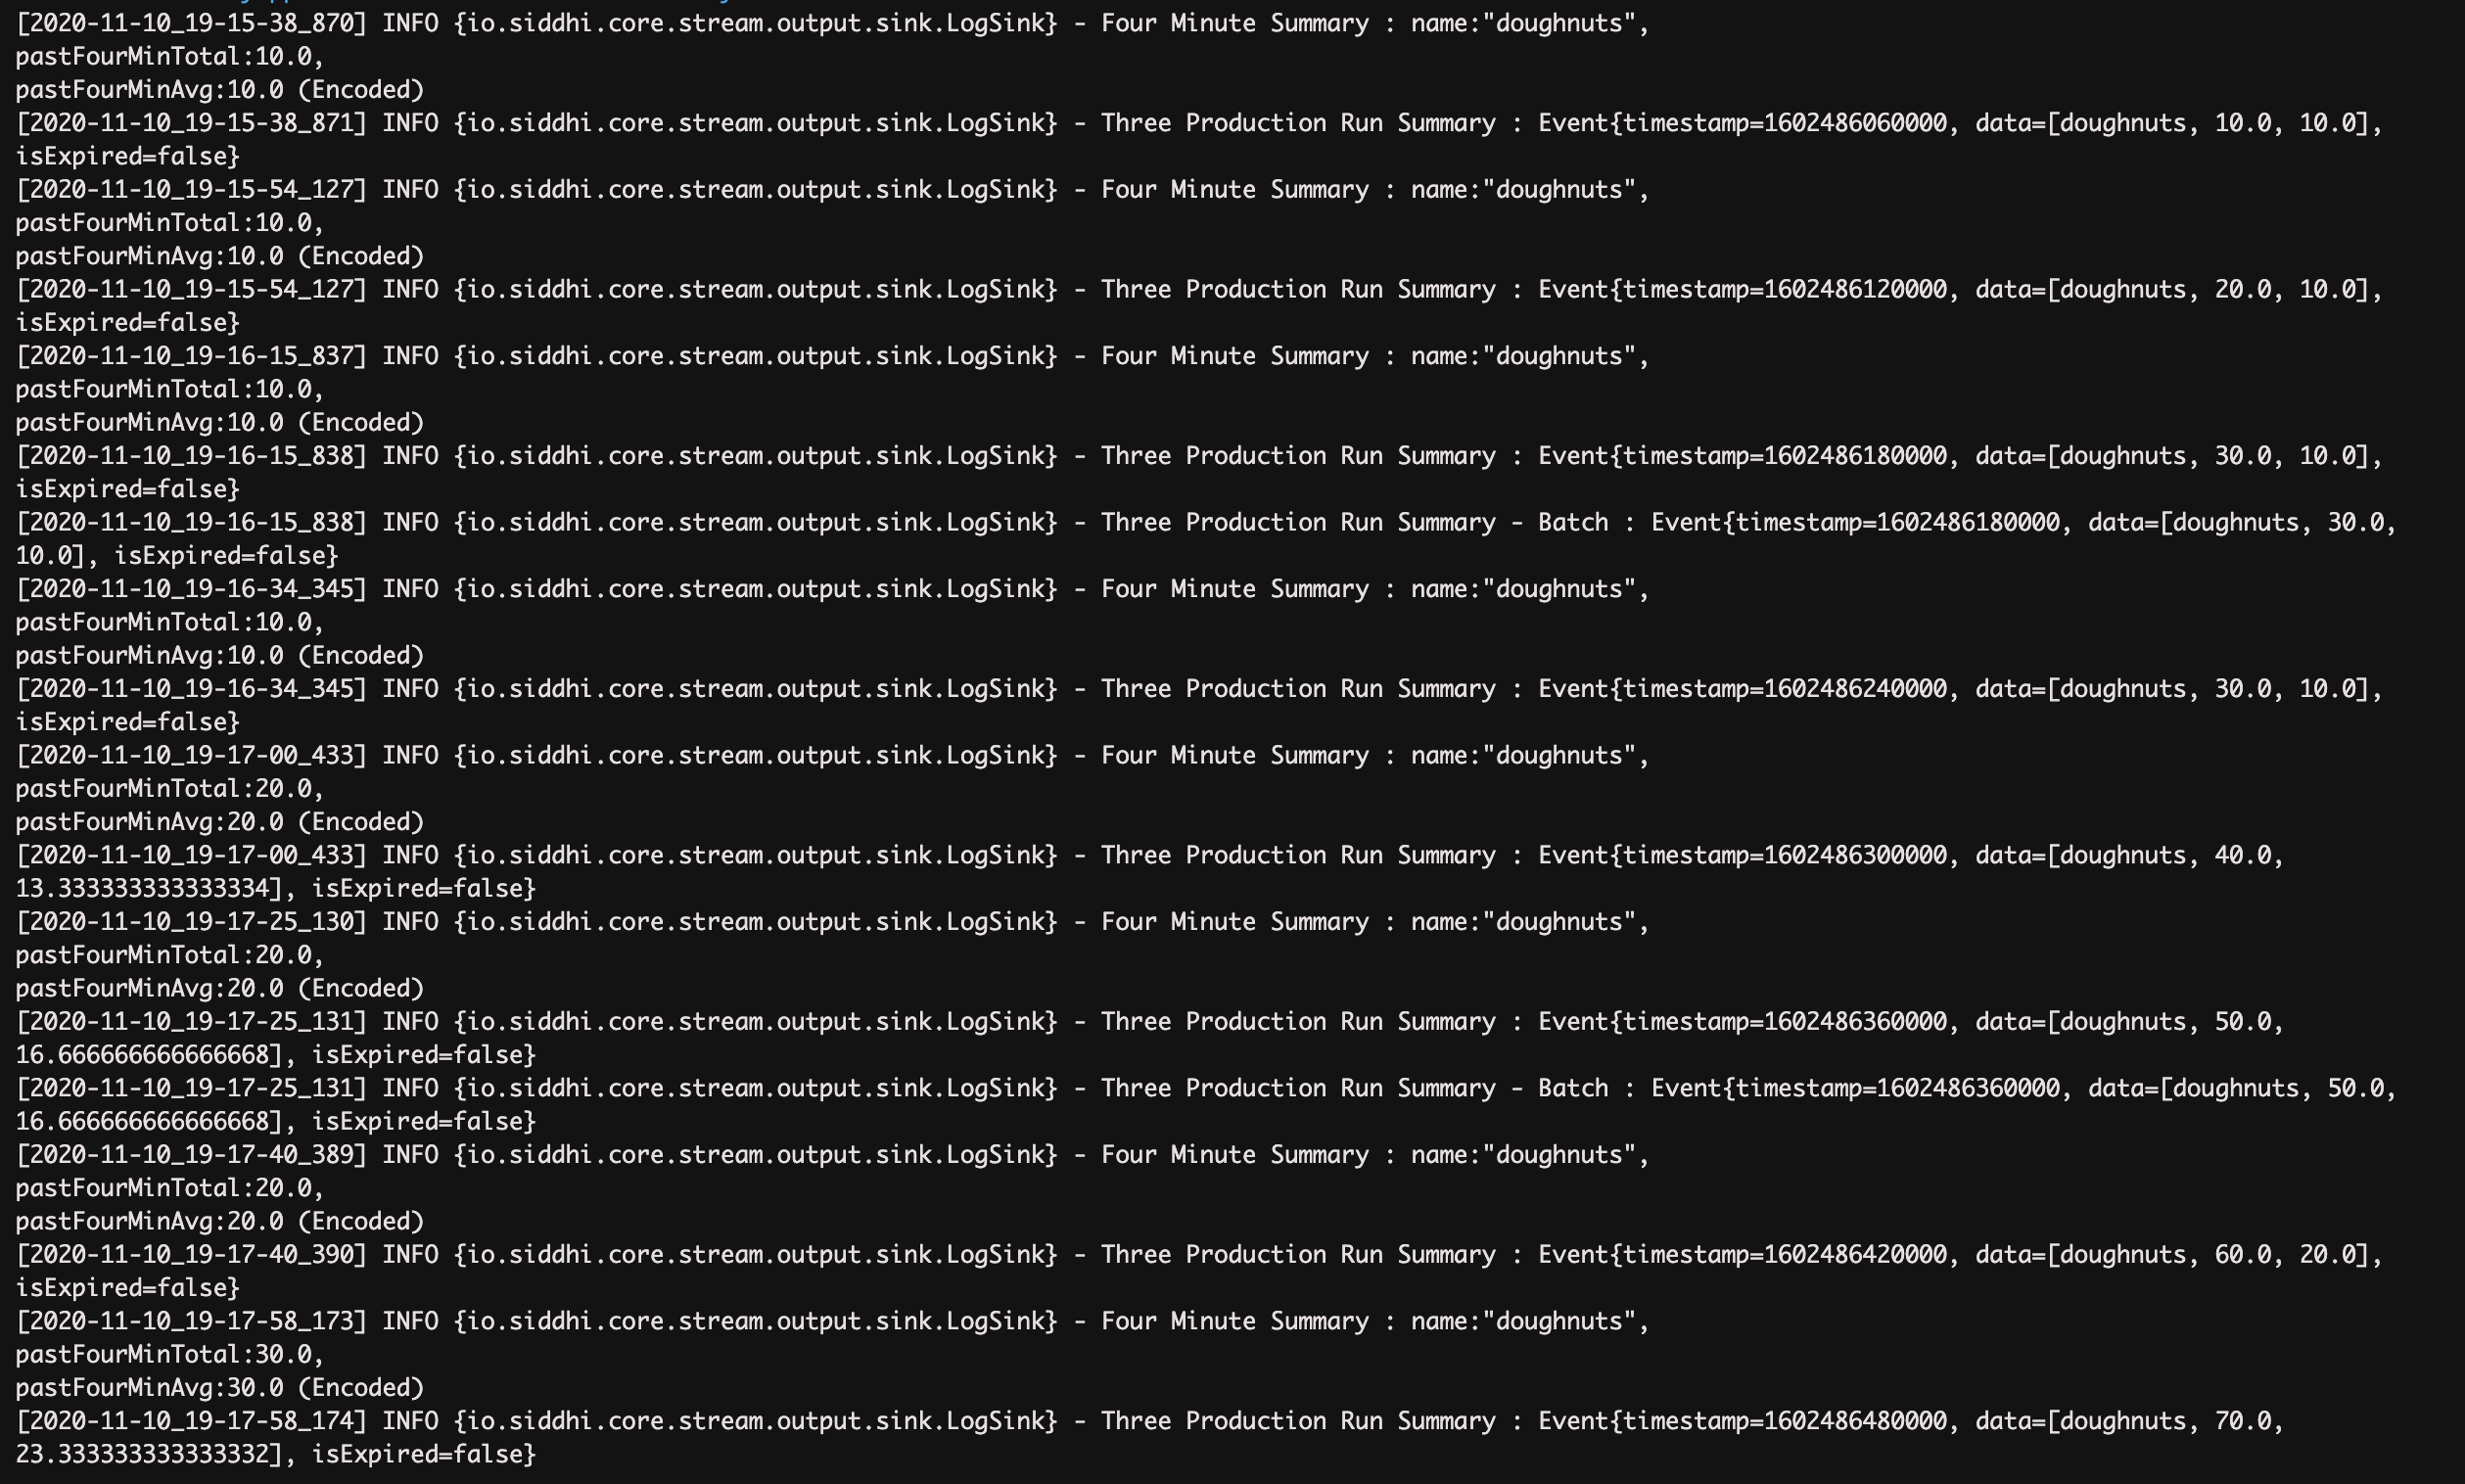 [2020-11-10_19-15-38_870] INFO {io.siddhi.core.stream.output.sink.LogSink} - Four Minute Summary : name:"doughnuts",
pastFourMinTotal:10.0,
pastFourMinAvg:10.0 (Encoded)
[2020-11-10_19-15-38_871] INFO {io.siddhi.core.stream.output.sink.LogSink} - Three Production Run Summary : Event{timestamp=1602486060000, data=[doughnuts, 10.0, 10.0],
isExpired=false}
[2020-11-10_19-15-54_127] INFO {io.siddhi.core.stream.output.sink.LogSink} - Four Minute Summary : name:"doughnuts",
pastFourMinTotal:10.0,
pastFourMinAvg:10.0 (Encoded)
[2020-11-10_19-15-54_127] INFO {io.siddhi.core.stream.output.sink.LogSink} - Three Production Run Summary : Event{timestamp=1602486120000, data=[doughnuts, 20.0, 10.0],
isExpired=false}
[2020-11-10_19-16-15_837] INFO {io.siddhi.core.stream.output.sink.LogSink} - Four Minute Summary : name:"doughnuts",
pastFourMinTotal:10.0,
pastFourMinAvg:10.0 (Encoded)
[2020-11-10_19-16-15_838] INFO {io.siddhi.core.stream.output.sink.LogSink} - Three Production Run Summary : Event{timestamp=1602486180000, data=[doughnuts, 30.0, 10.0],
isExpired=false}
[2020-11-10_19-16-15_838] INFO {io.siddhi.core.stream.output.sink.LogSink} - Three Production Run Summary - Batch : Event{timestamp=1602486180000, data=[doughnuts, 30.0,
10.0], isExpired=false}
[2020-11-10_19-16-34_345] INFO {io.siddhi.core.stream.output.sink.LogSink} - Four Minute Summary : name:"doughnuts",
pastFourMinTotal:10.0,
pastFourMinAvg:10.0 (Encoded)
[2020-11-10_19-16-34_345] INFO {io.siddhi.core.stream.output.sink.LogSink} - Three Production Run Summary : Event{timestamp=1602486240000, data=[doughnuts, 30.0, 10.0],
isExpired=false}
[2020-11-10_19-17-00_433] INFO {io.siddhi.core.stream.output.sink.LogSink} - Four Minute Summary : name:"doughnuts",
pastFourMinTotal:20.0,
pastFourMinAvg:20.0 (Encoded)
[2020-11-10_19-17-00_433] INFO {io.siddhi.core.stream.output.sink.LogSink} - Three Production Run Summary : Event{timestamp=1602486300000, data=[doughnuts, 40.0,
13.333333333333334], isExpired=false}
[2020-11-10_19-17-25_130] INFO {io.siddhi.core.stream.output.sink.LogSink} - Four Minute Summary : name:"doughnuts",
pastFourMinTotal:20.0,
pastFourMinAvg:20.0 (Encoded)
[2020-11-10_19-17-25_131] INFO {io.siddhi.core.stream.output.sink.LogSink} - Three Production Run Summary : Event{timestamp=1602486360000, data=[doughnuts, 50.0,
16.666666666666668], isExpired=false}
[2020-11-10_19-17-25_131] INFO {io.siddhi.core.stream.output.sink.LogSink} - Three Production Run Summary - Batch : Event{timestamp=1602486360000, data=[doughnuts, 50.0,
16.666666666666668], isExpired=false}
[2020-11-10_19-17-40_389] INFO {io.siddhi.core.stream.output.sink.LogSink} - Four Minute Summary : name:"doughnuts",
pastFourMinTotal:20.0,
pastFourMinAvg:20.0 (Encoded)
[2020-11-10_19-17-40_390] INFO {io.siddhi.core.stream.output.sink.LogSink} - Three Production Run Summary : Event{timestamp=1602486420000, data=[doughnuts, 60.0, 20.0],
isExpired=false}
[2020-11-10_19-17-58_173] INFO {io.siddhi.core.stream.output.sink.LogSink} - Four Minute Summary : name:"doughnuts",
pastFourMinTotal:30.0,
pastFourMinAvg:30.0 (Encoded)
[2020-11-10_19-17-58_174] INFO {io.siddhi.core.stream.output.sink.LogSink} - Three Production Run Summary : Event{timestamp=1602486480000, data=[doughnuts, 70.0,
23.333333333333332], isExpired=false}